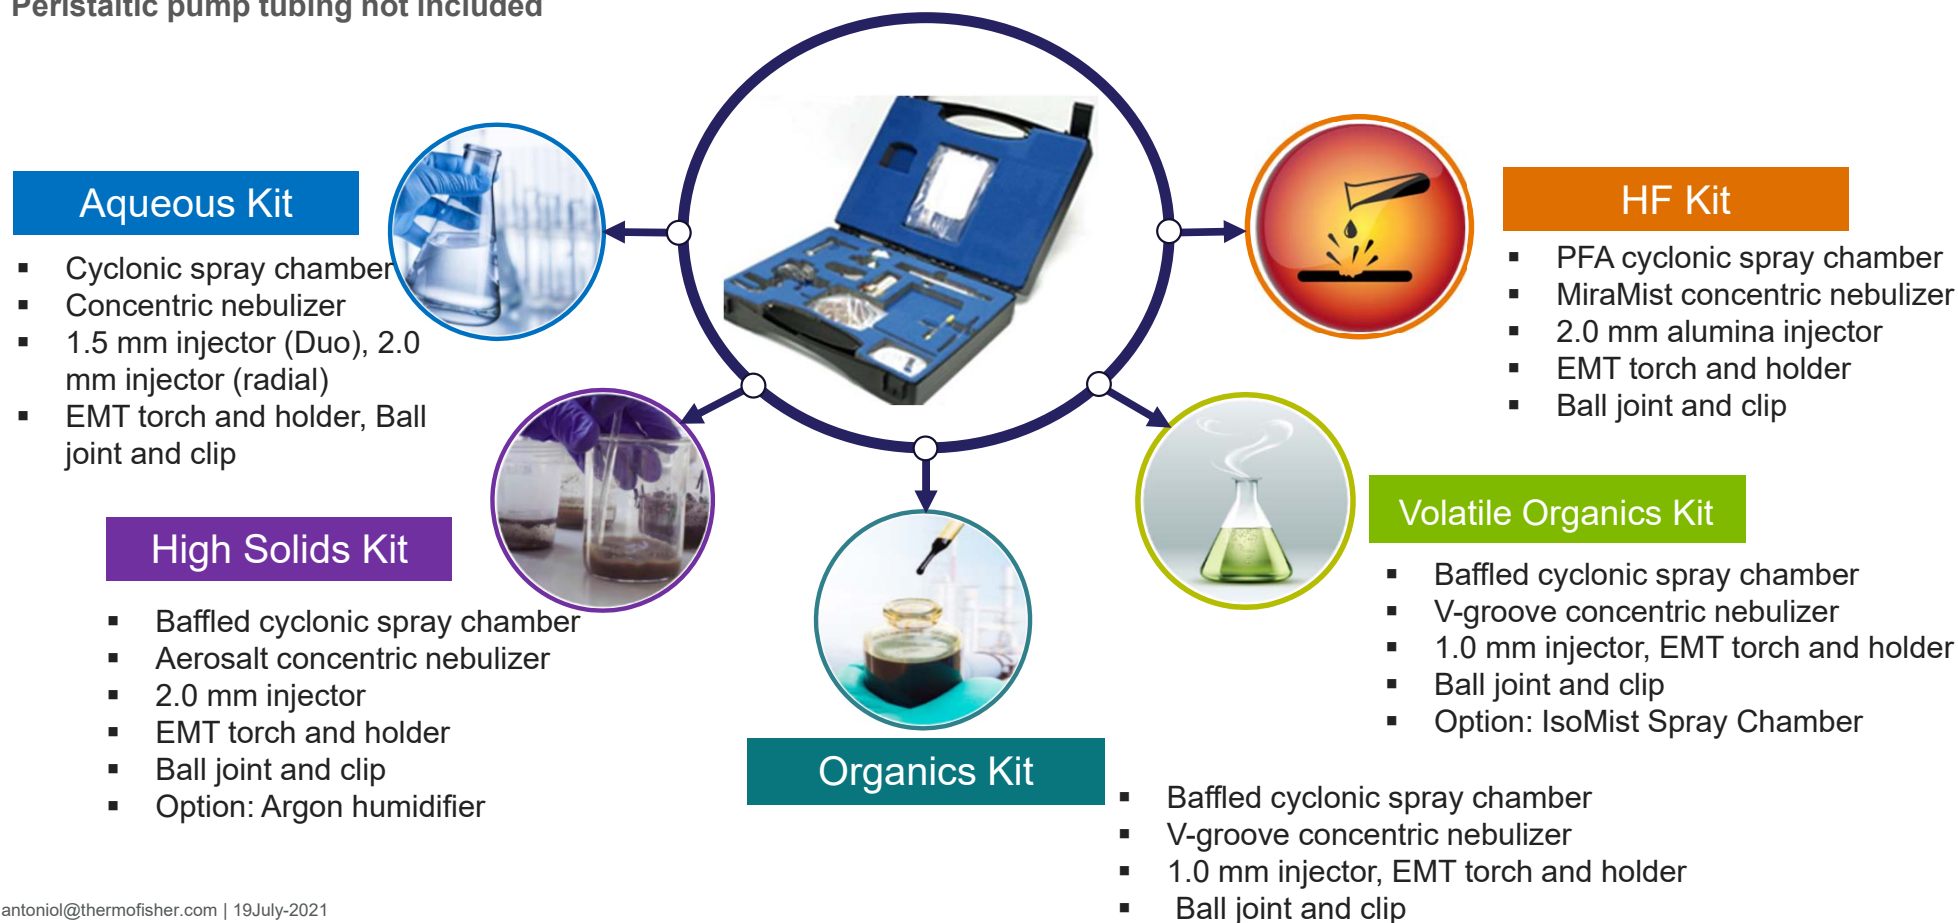 Peristaltic pump tubing not included
Aqueous Kit
▪ Cyclonic spray chamber
▪ Concentric nebulizer
▪ 1.5 mm injector (Duo), 2.0
mm injector (radial)
▪ EMT torch and holder, Ball
joint and clip
High Solids Kit
▪ Baffled cyclonic spray chamber
▪ Aerosalt concentric nebulizer
▪ 2.0 mm injector
▪ EMT torch and holder
▪ Ball joint and clip
▪ Option: Argon humidifier
Organics Kit
▪ Baffled cyclonic spray chamber
▪ V-groove concentric nebulizer
▪ 1.0 mm injector, EMT torch and holder
▪ Ball joint and clip
Volatile Organics Kit
▪ Baffled cyclonic spray chamber
▪ V-groove concentric nebulizer
▪ 1.0 mm injector, EMT torch and holder
▪ Ball joint and clip
▪ Option: IsoMist Spray Chamber
HF Kit
▪ PFA cyclonic spray chamber
▪ MiraMist concentric nebulizer
▪ 2.0 mm alumina injector
▪ EMT torch and holder
▪ Ball joint and clip
antoniol@thermofisher.com | 19July-2021